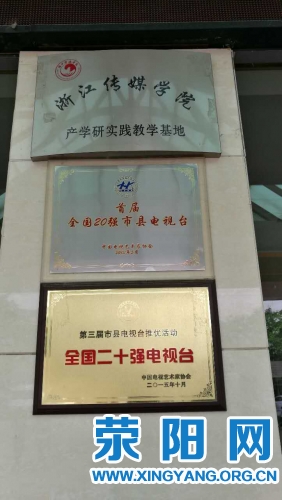 浙江传媒学院
产学研实践教学基地
首届
全国20强市县电视台
第三届市县电视台推优活动
全国二十强电视台
中国电视艺术家协会
二〇一五年十月
荥阳网
WWW.XINGYANG.ORG.CN